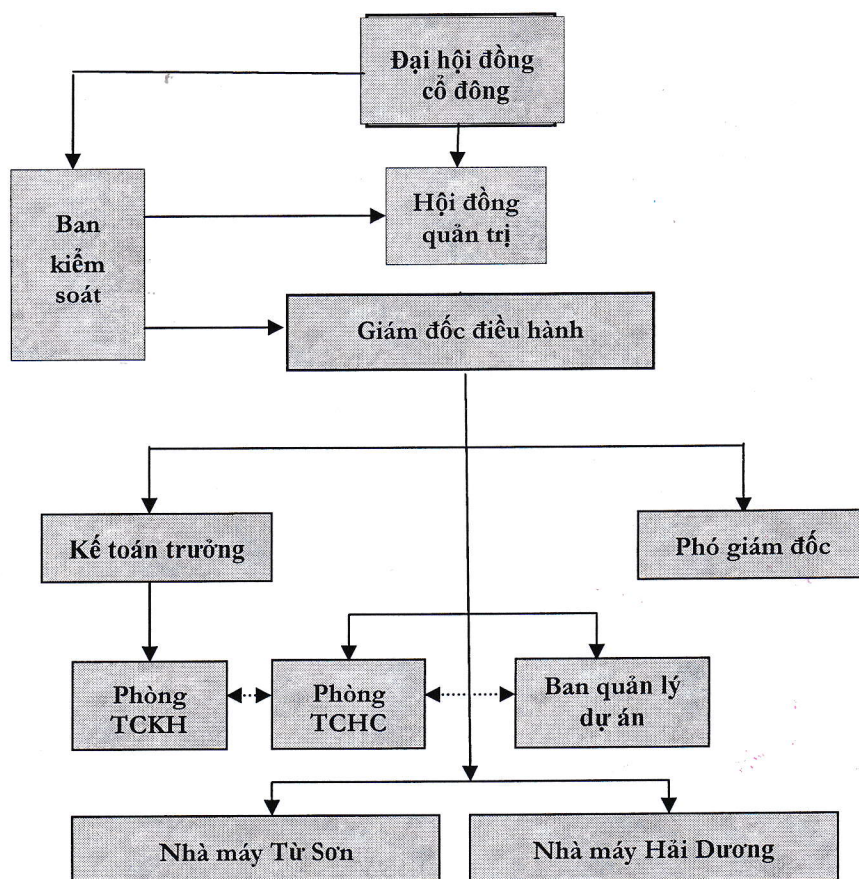 Đại hội đồng
cổ đông
Hội đồng
quản trị
Ban
kiểm
soát
Giám đốc điều hành
Kế toán trưởng
Phó giám đốc
Phòng
TCKH
Phòng
TCHC
Ban quản lý
dự án
Nhà máy Từ Sơn
Nhà máy Hải Dương